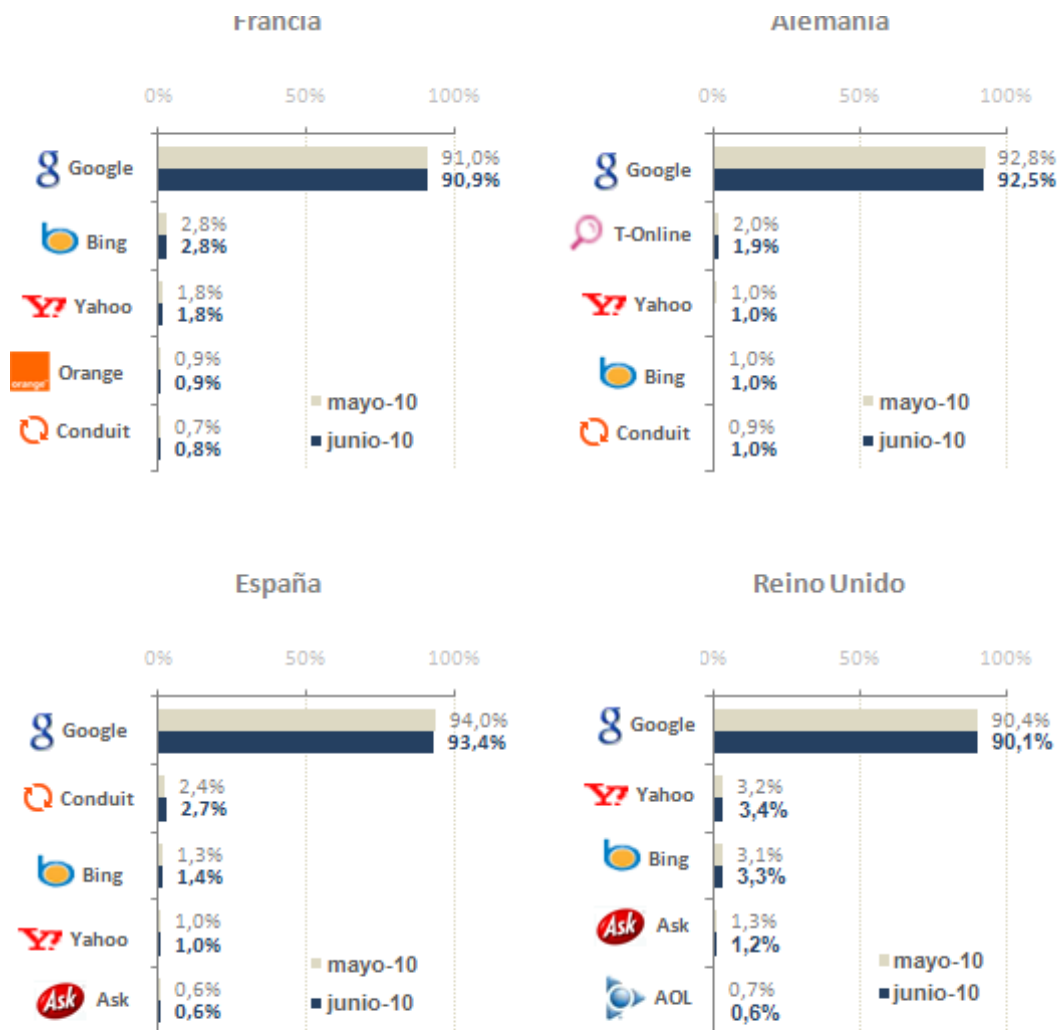 Francia
0% 50% 100%
Google 91,0%
90,9%
Bing 2,8%
2,8%
Yahoo 1,8%
1,8%
orange Orange 0,9%
0,9%
Conduit 0,7%
0,8%
mayo-10
junio-10
Alemania
0% 50% 100%
Google 92,8%
92,5%
T-Online 2,0%
1,9%
Yahoo 1,0%
1,0%
Bing 1,0%
1,0%
Conduit 0,9%
1,0%
mayo-10
junio-10
España
0% 50% 100%
Google 94,0%
93,4%
Conduit 2,4%
2,7%
Bing 1,3%
1,4%
Yahoo 1,0%
1,0%
Ask Ask 0,6%
0,6%
mayo-10
junio-10
Reino Unido
0% 50% 100%
Google 90,4%
90,1%
Yahoo 3,2%
3,4%
Bing 3,1%
3,3%
Ask Ask 1,3%
1,2%
AOL 0,7%
0,6%
mayo-10
junio-10